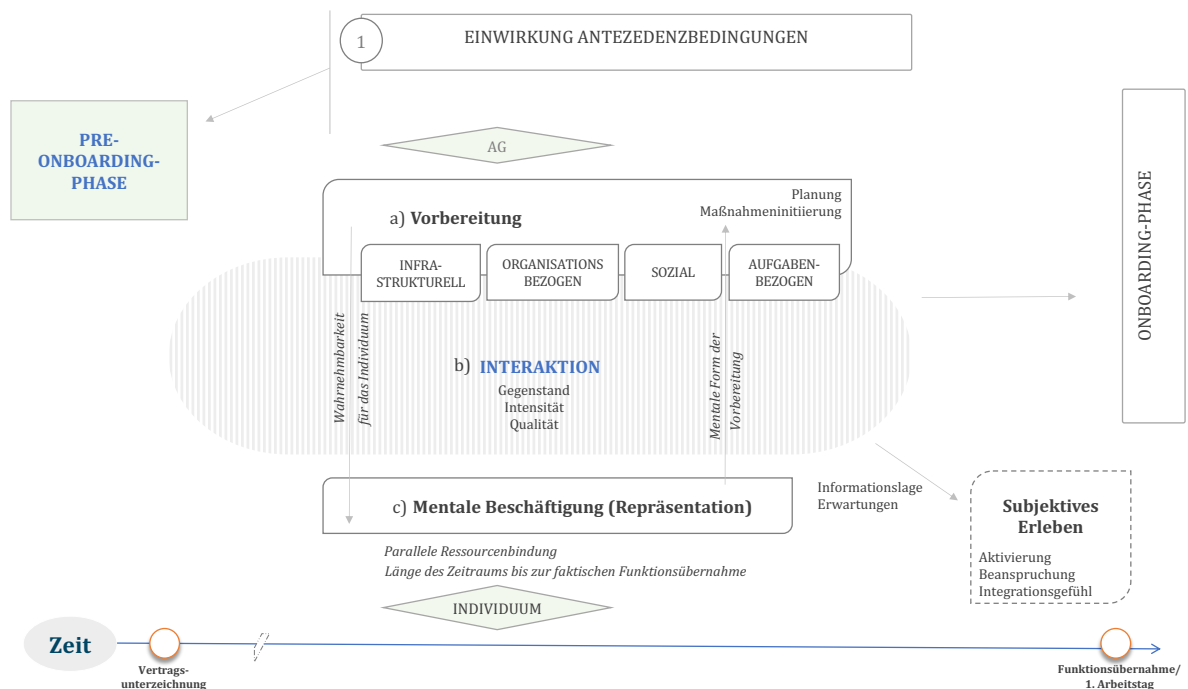 1
EINWIRKUNG ANTEZEDENZBEDINGUNGEN
PRE-
ONBOARDING-
PHASE
AG
Planung
Maßnahmeninitiierung
a) Vorbereitung
INFRA-
STRUKTURELL
ORGANISATIONS
BEZOGEN
SOZIAL
AUFGABEN-
BEZOGEN
ONBOARDING-PHASE
Wahrnehmbarkeit
für das Individuum
b) INTERAKTION
Gegenstand
Intensität
Qualität
Mentale Form der
Vorbereitung
c) Mentale Beschäftigung (Repräsentation)
Informationslage
Erwartungen
Subjektives
Erleben
Aktivierung
Beanspruchung
Integrationsgefühl
Parallele Ressourcenbindung
Länge des Zeitraums bis zur faktischen Funktionsübernahme
INDIVIDUUM
Zeit
Vertrags-
unterzeichnung
Funktionsübernahme/
1. Arbeitstag